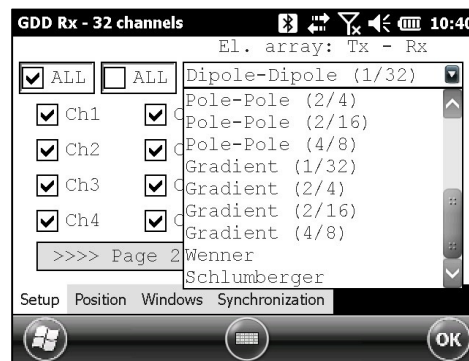 GDD Rx - 32 channels 10:40
El. array: Tx - Rx
ALL ALL Dipole-Dipole (1/32)
Pole-Pole (2/4)
Ch1 Pole-Pole (2/16)
Ch2 Pole-Pole (4/8)
Gradient (1/32)
Ch3 Gradient (2/4)
Gradient (2/16)
Ch4 Gradient (4/8)
>>>> Page 2 Wenner
Schlumberger
Setup Position Windows Synchronization
OK